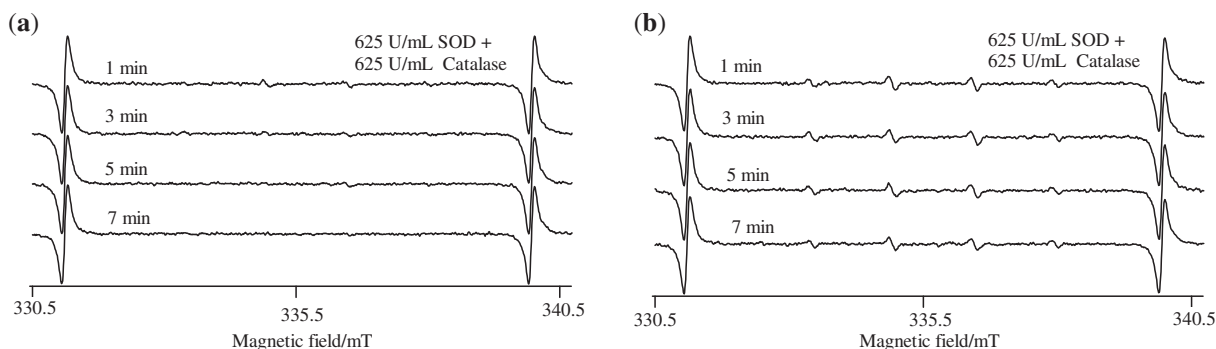 (a)
625 U/mL SOD +
625 U/mL Catalase
1 min
3 min
5 min
7 min
330.5
335.5
340.5
Magnetic field/mT
(b)
625 U/mL SOD +
625 U/mL Catalase
1 min
3 min
5 min
7 min
330.5
335.5
340.5
Magnetic field/mT